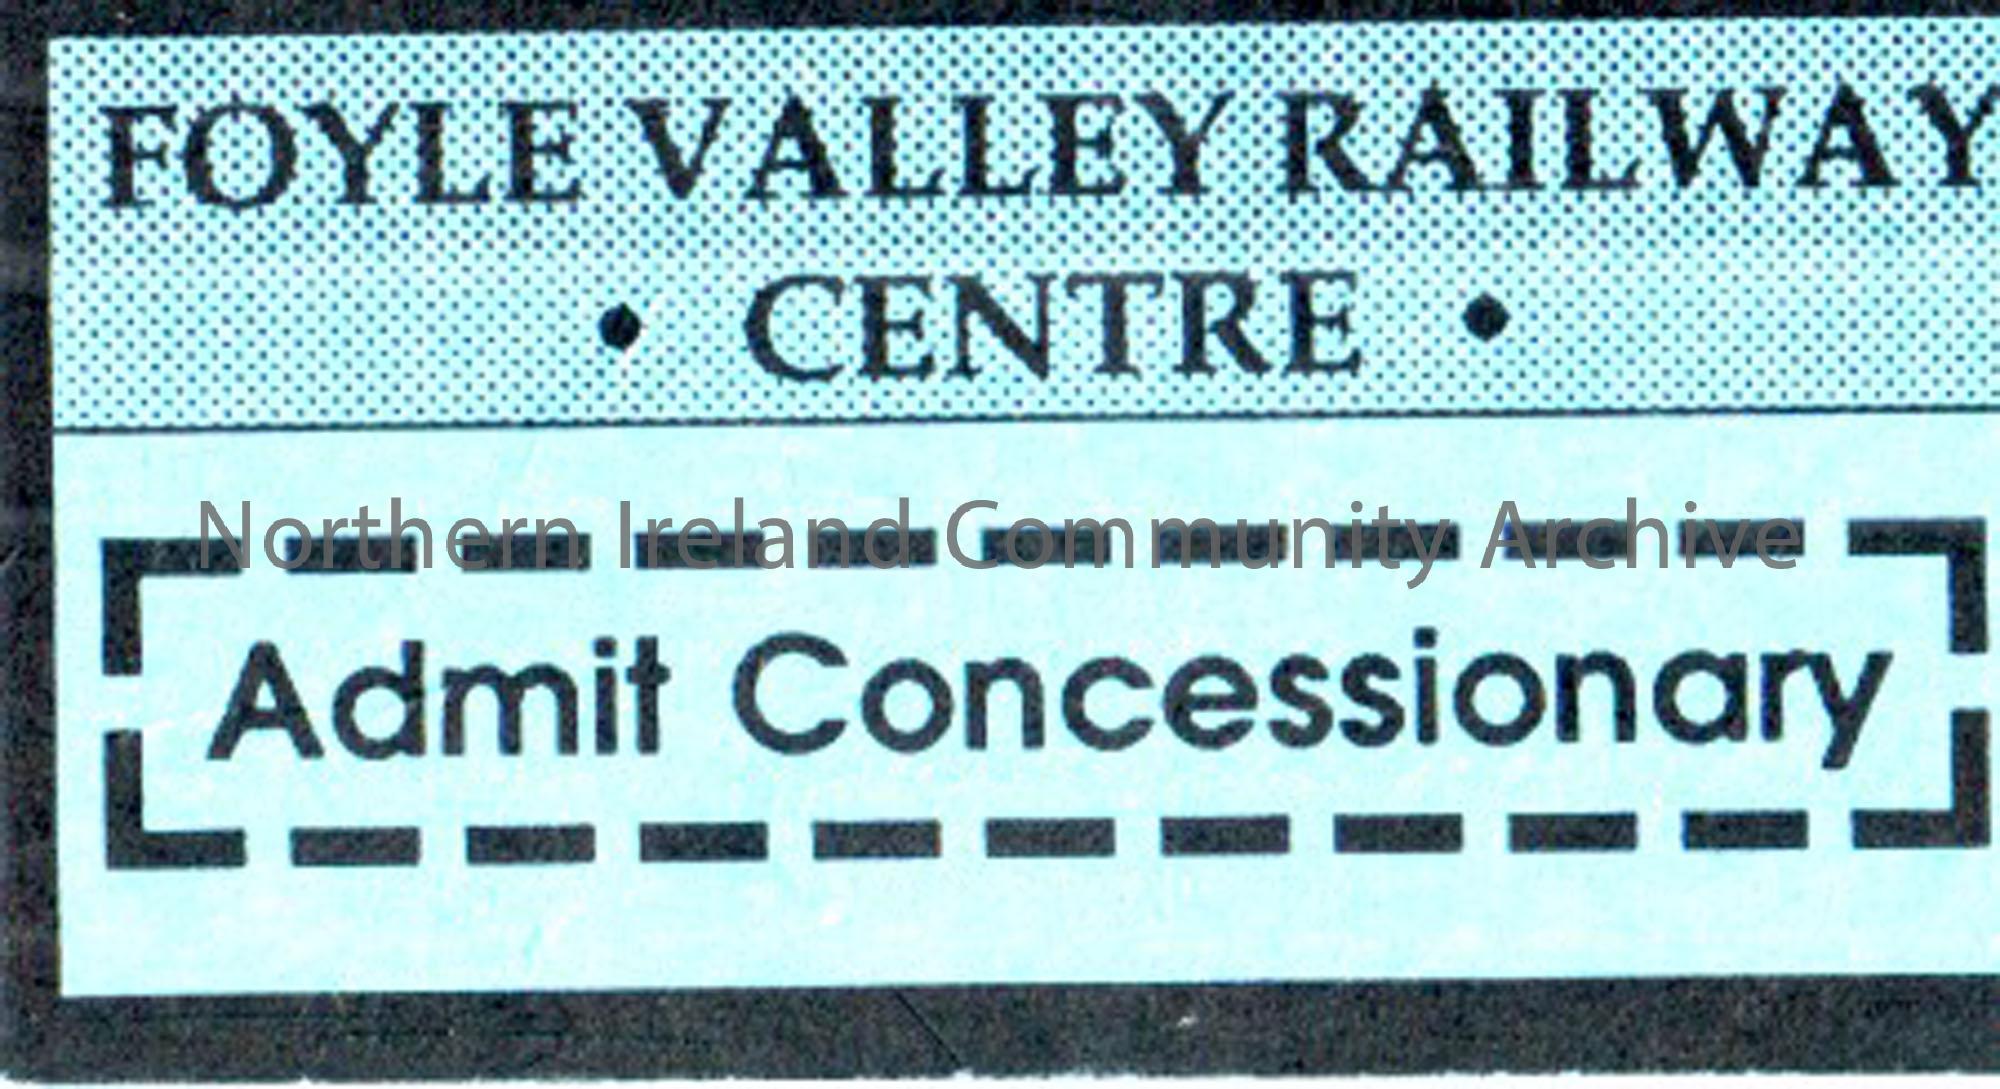 FOYLE VALLEY RAILWAY
• CENTRE •
Northern Ireland Community Archive
Admit Concessionary